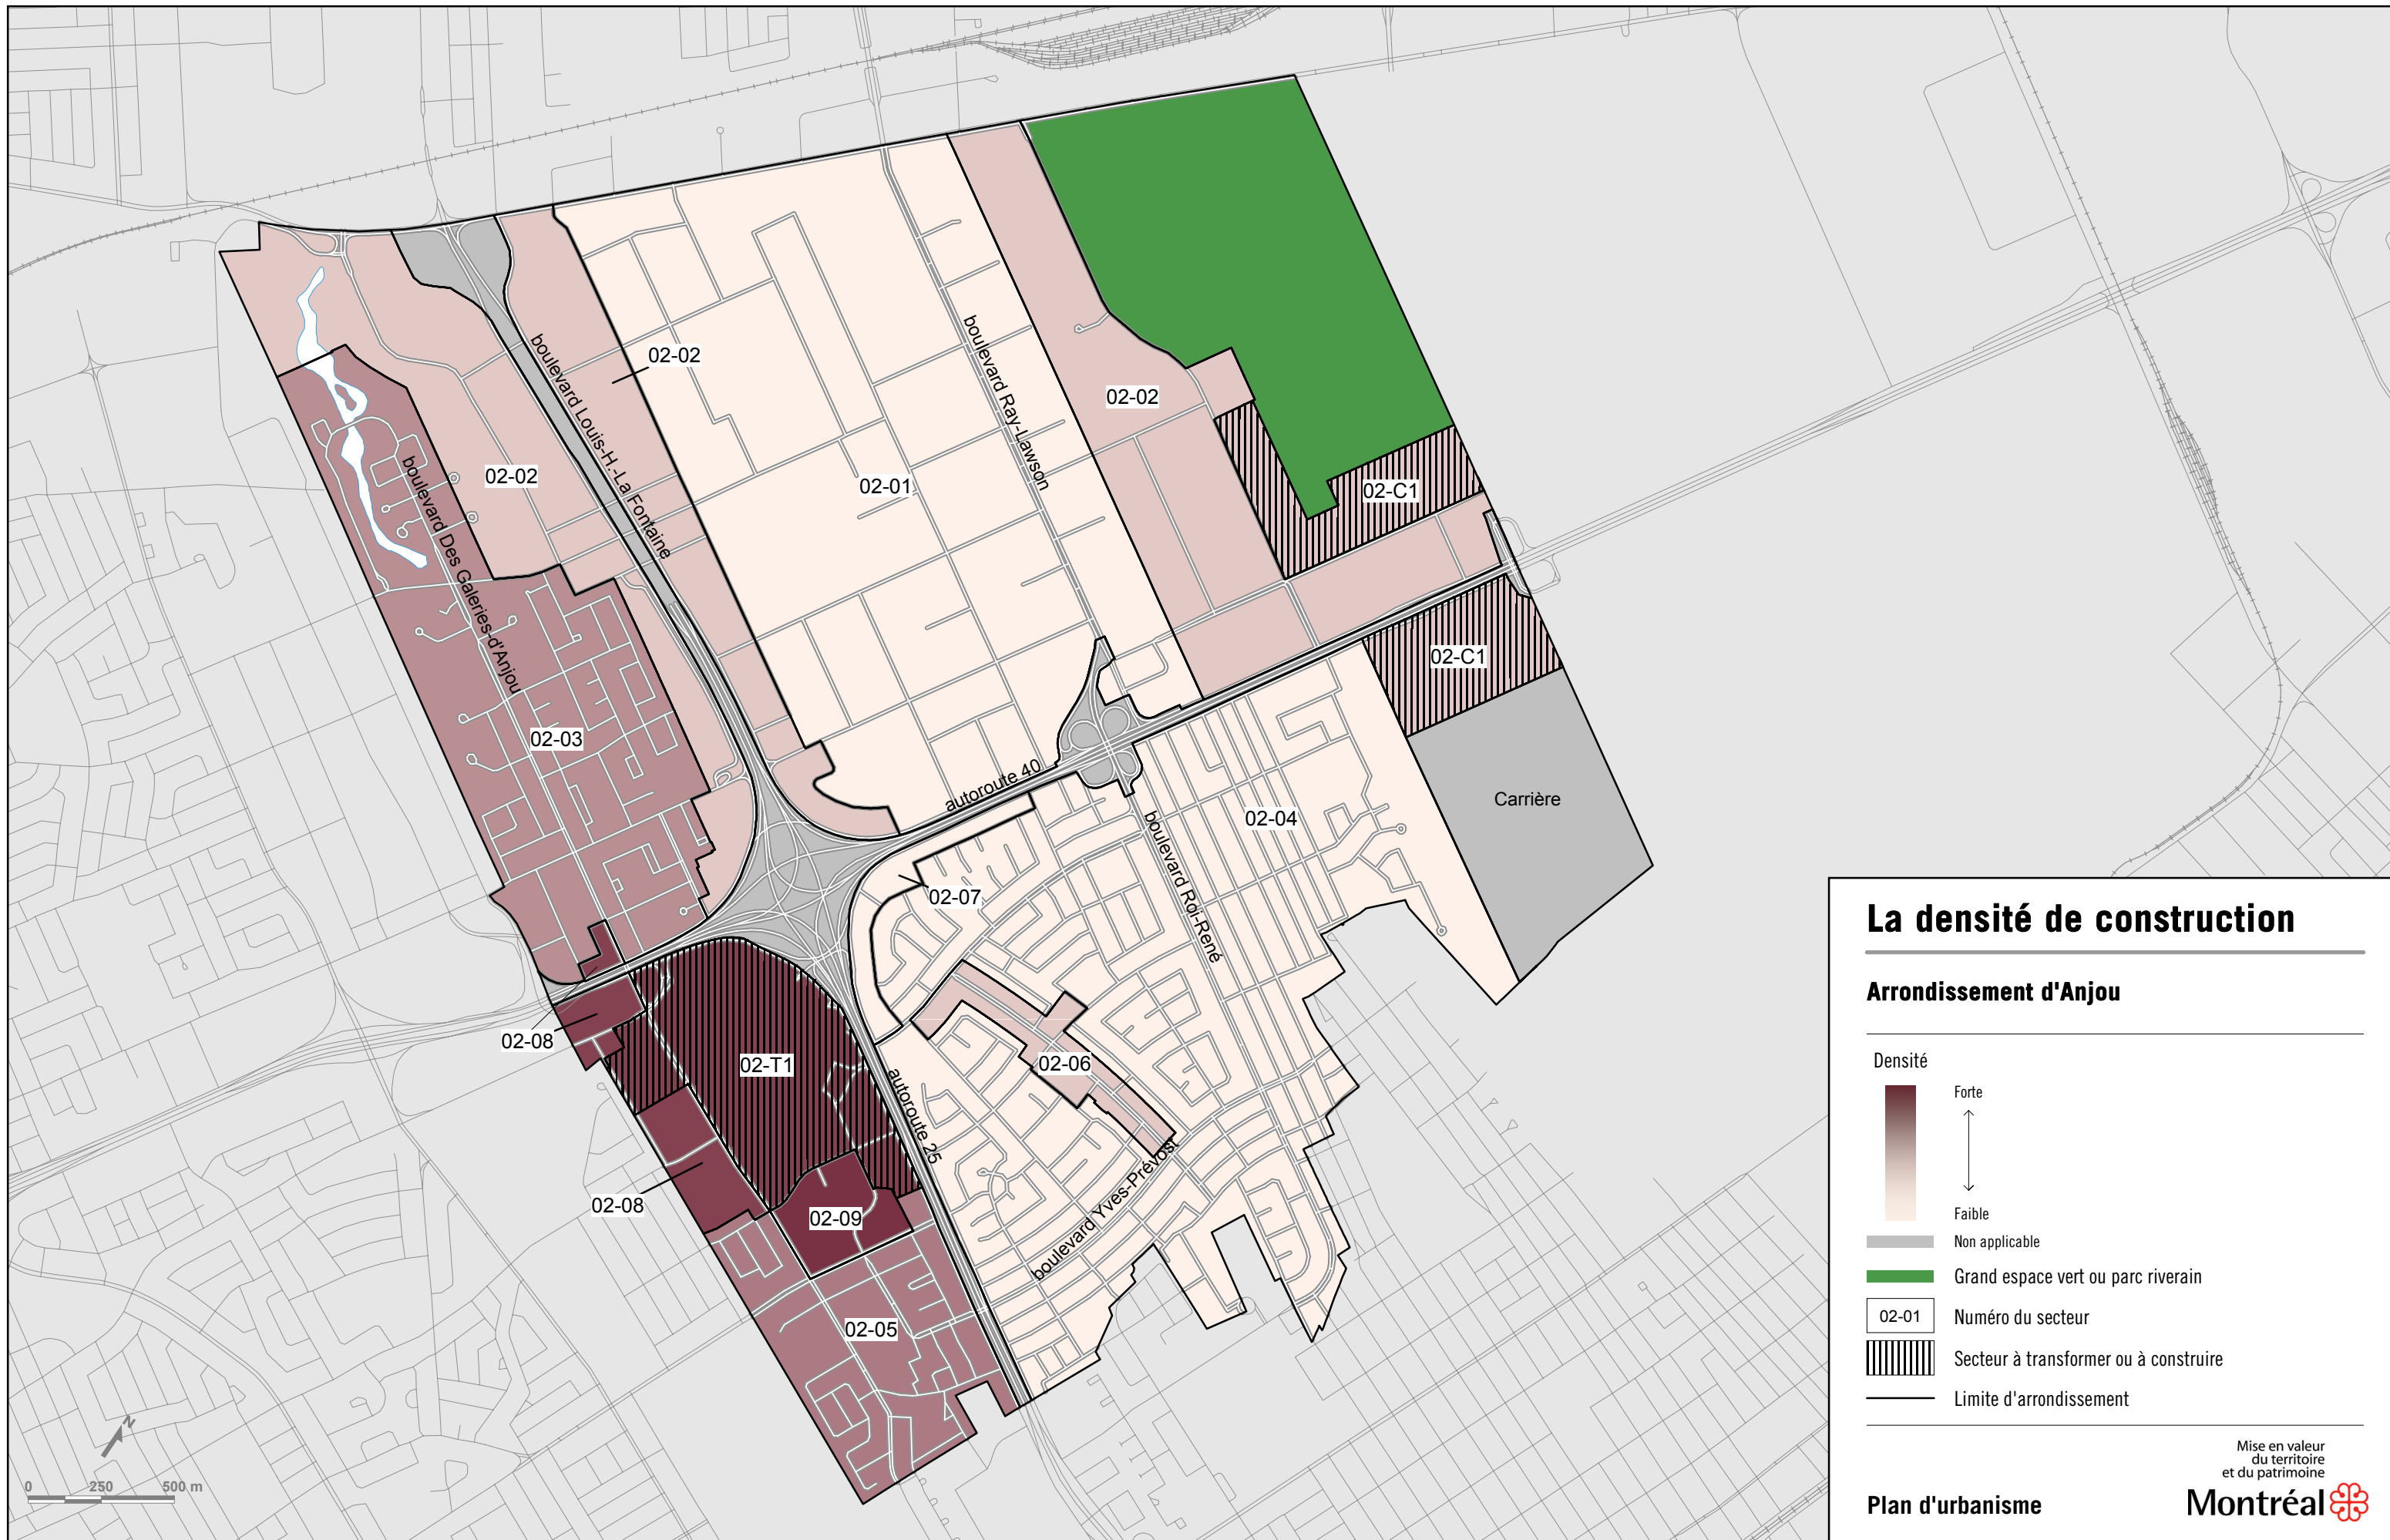 02-02
boulevard Louis-H.-La Fontaine
boulevard Ray-Lawson
02-02
02-02
02-01
02-C1
boulevard Des Galeries-d'Anjou
02-C1
02-03
autoroute 40
Carrière
02-04
boulevard Roi-René
02-07
02-08
02-T1
02-06
autoroute 25
02-08
02-09
boulevard Yves-Prévost
02-05
N
0 250 500 m
La densité de construction
Arrondissement d'Anjou
Densité
Forte
Faible
Non applicable
Grand espace vert ou parc riverain
02-01 Numéro du secteur
Secteur à transformer ou à construire
Limite d'arrondissement
Mise en valeur
du territoire
et du patrimoine
Plan d'urbanisme
Montréal